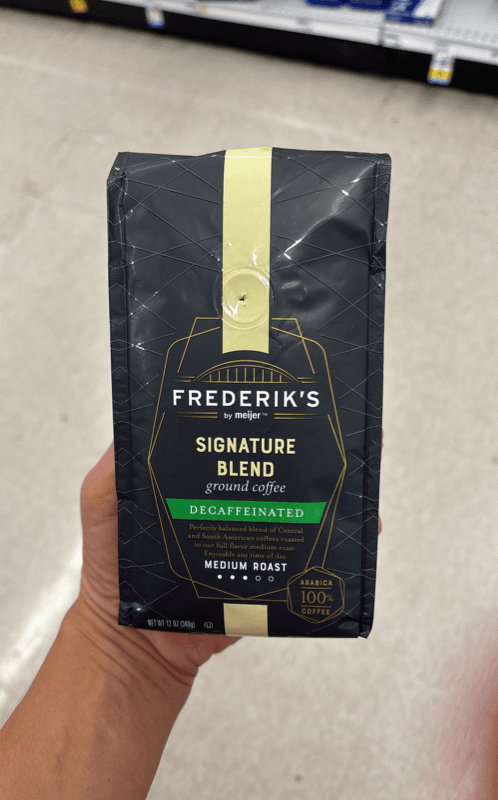 FREDERIK'S
by meijer™
SIGNATURE
BLEND
ground coffee
DECAFFEINATED
Perfectly balanced blend of Central
and South American coffees roasted
to our full flavor medium roast.
Enjoyable any time of day.
MEDIUM ROAST
ARABICA
100%
COFFEE
NET WT 12 OZ (340g)